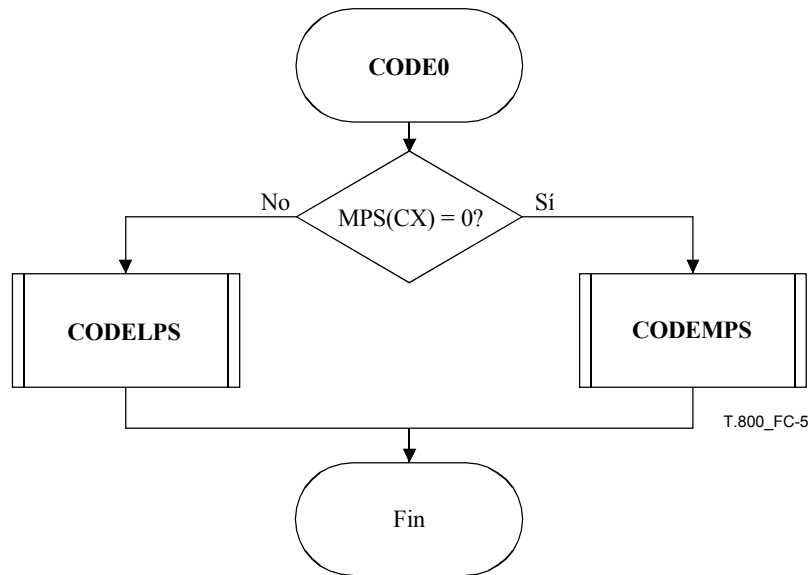 CODE0
MPS(CX) = 0?
No
Sí
CODELPS
CODEMPS
T.800_FC-5
Fin